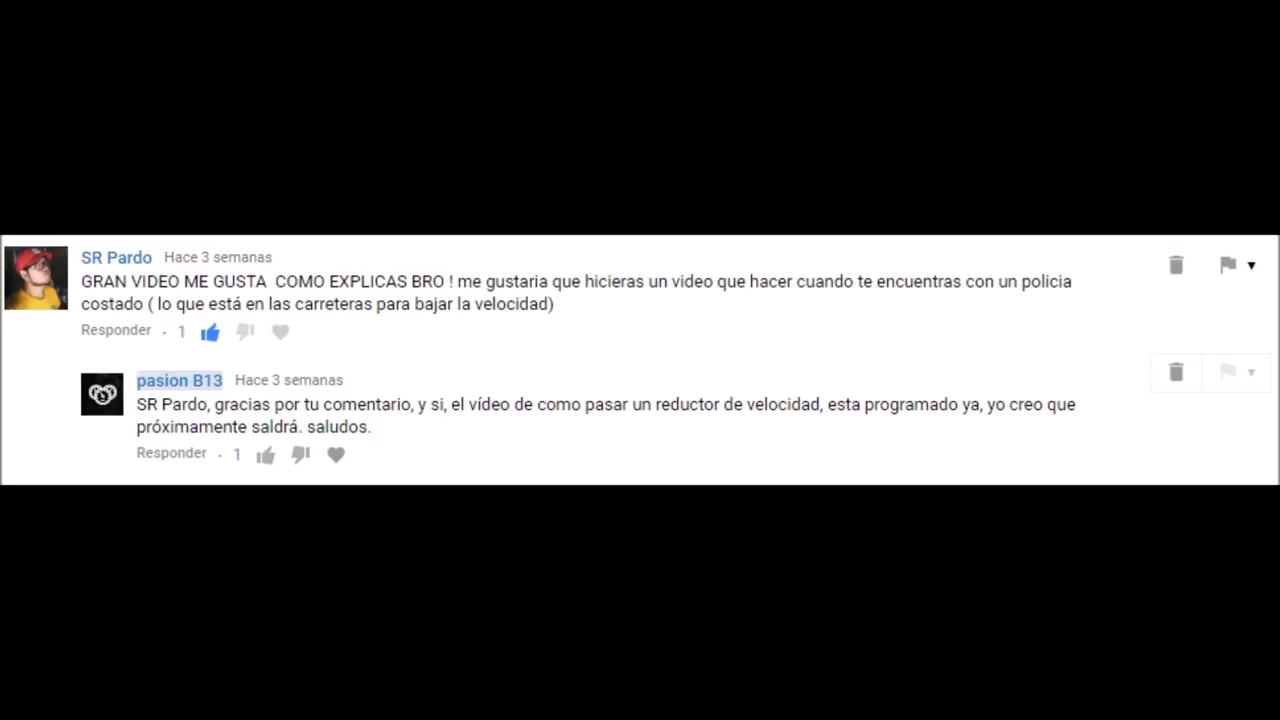 SR Pardo Hace 3 semanas
GRAN VIDEO ME GUSTA  COMO EXPLICAS BRO ! me gustaria que hicieras un video que hacer cuando te encuentras con un policia
costado ( lo que está en las carreteras para bajar la velocidad)
Responder . 1
pasion B13 Hace 3 semanas
SR Pardo, gracias por tu comentario, y si, el vídeo de como pasar un reductor de velocidad, esta programado ya, yo creo que
próximamente saldrá. saludos.
Responder . 1